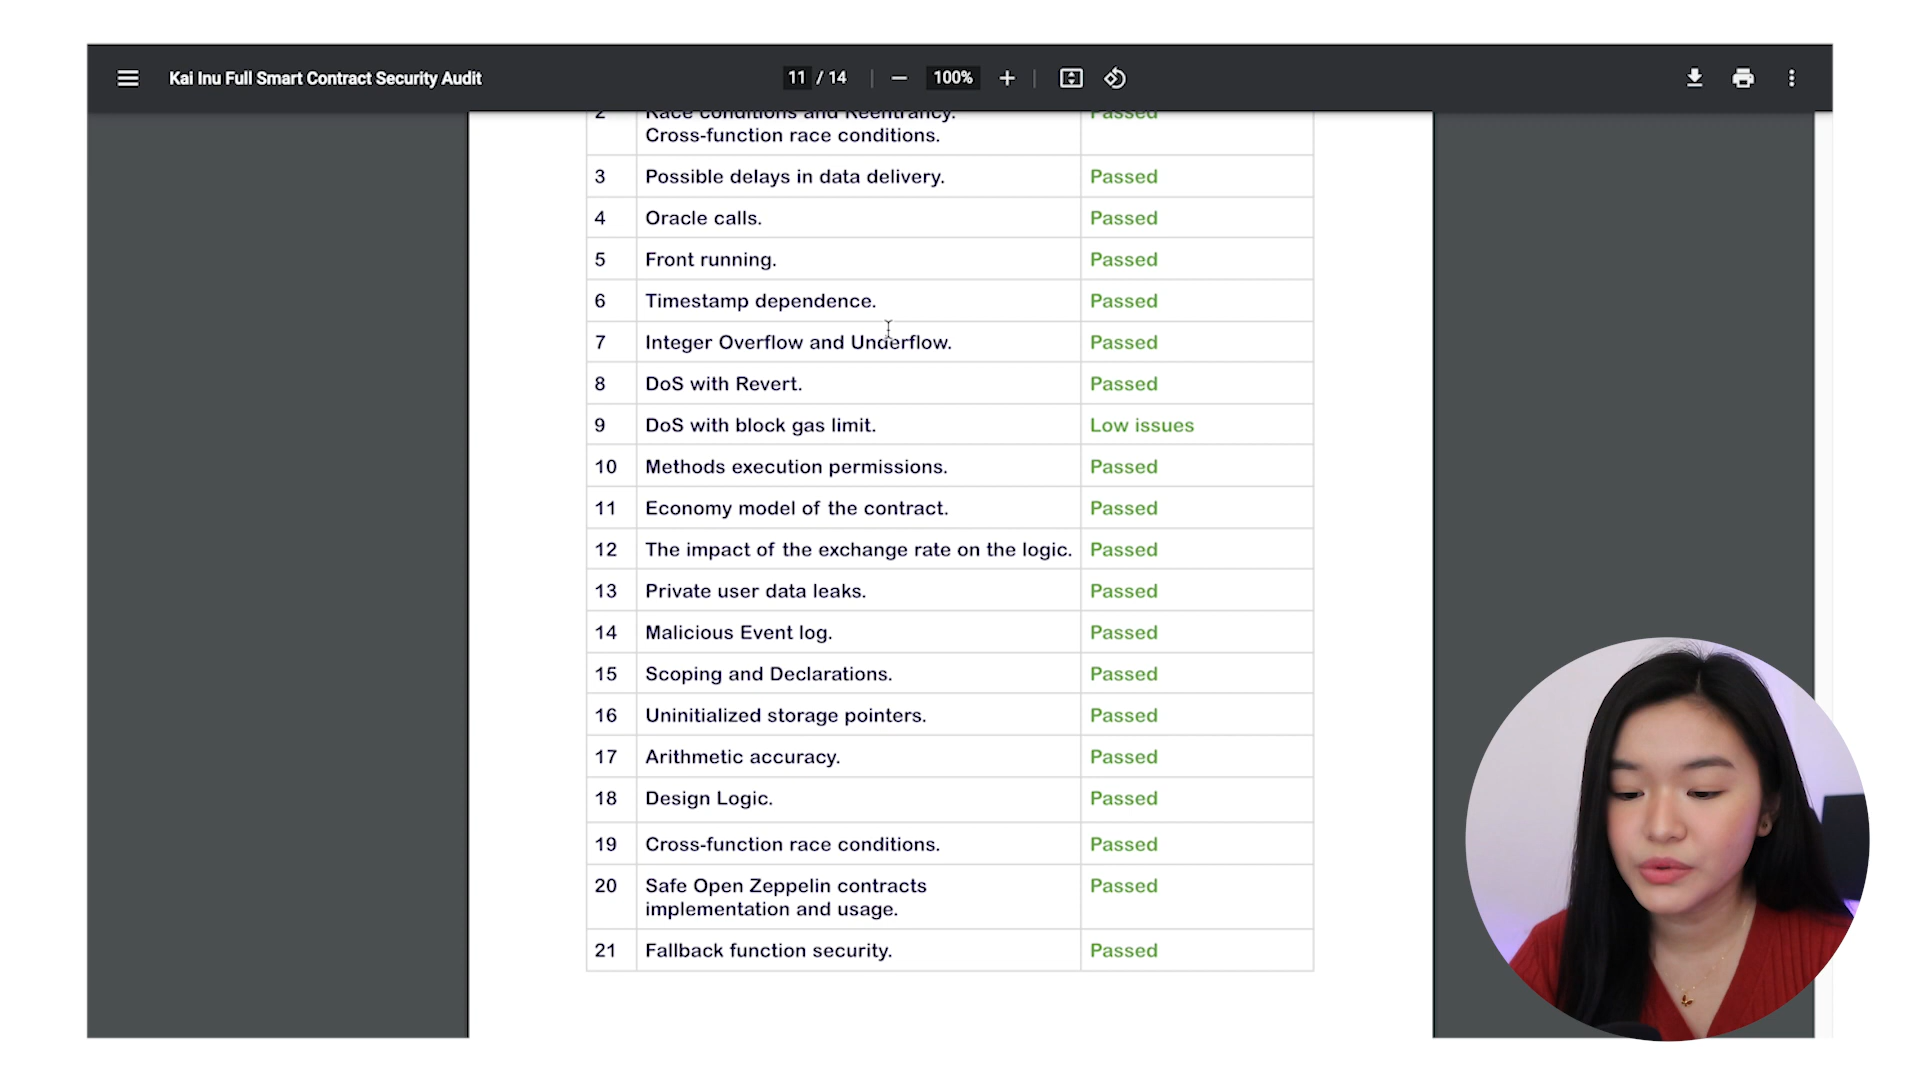 Kai Inu Full Smart Contract Security Audit
11 / 14
100%
2 Race conditions and Reentrancy. Passed
Cross-function race conditions.
3 Possible delays in data delivery. Passed
4 Oracle calls. Passed
5 Front running. Passed
6 Timestamp dependence. Passed
7 Integer Overflow and Underflow. Passed
8 DoS with Revert. Passed
9 DoS with block gas limit. Low issues
10 Methods execution permissions. Passed
11 Economy model of the contract. Passed
12 The impact of the exchange rate on the logic. Passed
13 Private user data leaks. Passed
14 Malicious Event log. Passed
15 Scoping and Declarations. Passed
16 Uninitialized storage pointers. Passed
17 Arithmetic accuracy. Passed
18 Design Logic. Passed
19 Cross-function race conditions. Passed
20 Safe Open Zeppelin contracts Passed
implementation and usage.
21 Fallback function security. Passed